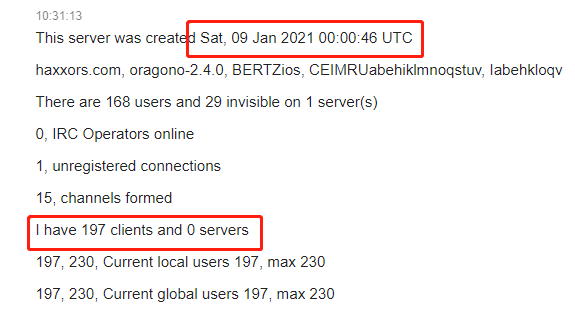 10:31:13
This server was created Sat, 09 Jan 2021 00:00:46 UTC
haxxors.com, oragono-2.4.0, BERTZios, CEIMRUabehiklmnoqstuv, Iabehkloqv
There are 168 users and 29 invisible on 1 server(s)
0, IRC Operators online
1, unregistered connections
15, channels formed
I have 197 clients and 0 servers
197, 230, Current local users 197, max 230
197, 230, Current global users 197, max 230